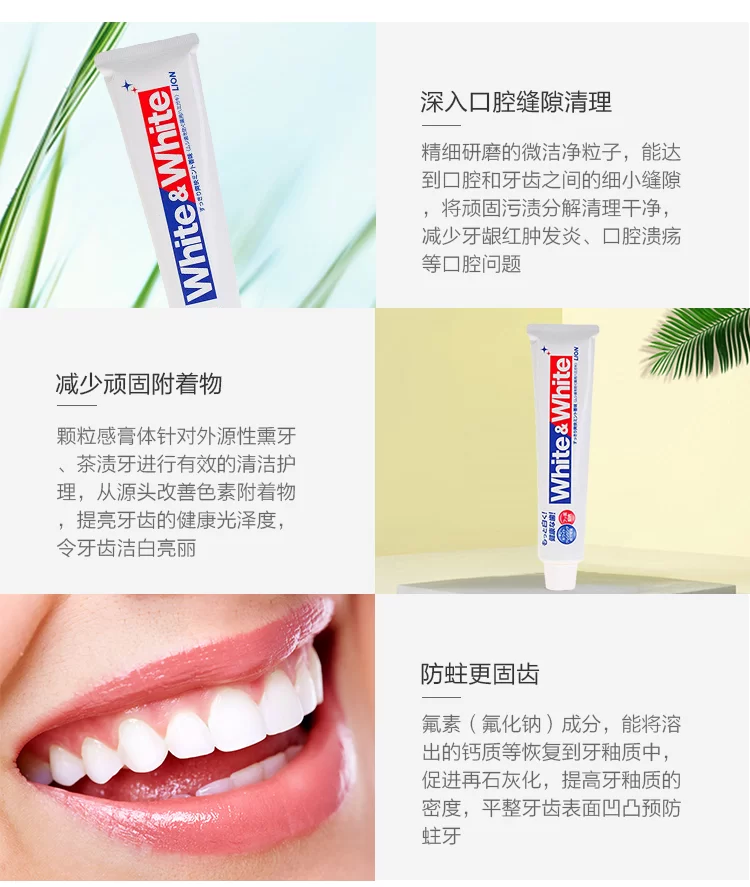 LION
White & White
深入口腔缝隙清理
精细研磨的微洁净粒子，能达
到口腔和牙齿之间的细小缝隙
，将顽固污渍分解清理干净，
减少牙龈红肿发炎、口腔溃疡
等口腔问题
减少顽固附着物
颗粒感膏体针对外源性熏牙
、茶渍牙进行有效的清洁护
理，从源头改善色素附着物
，提亮牙齿的健康光泽度，
令牙齿洁白亮丽
LION
White & White
防蛀更固齿
氟素（氟化钠）成分，能将溶
出的钙质等恢复到牙釉质中，
促进再石灰化，提高牙釉质的
密度，平整牙齿表面凹凸预防
蛀牙